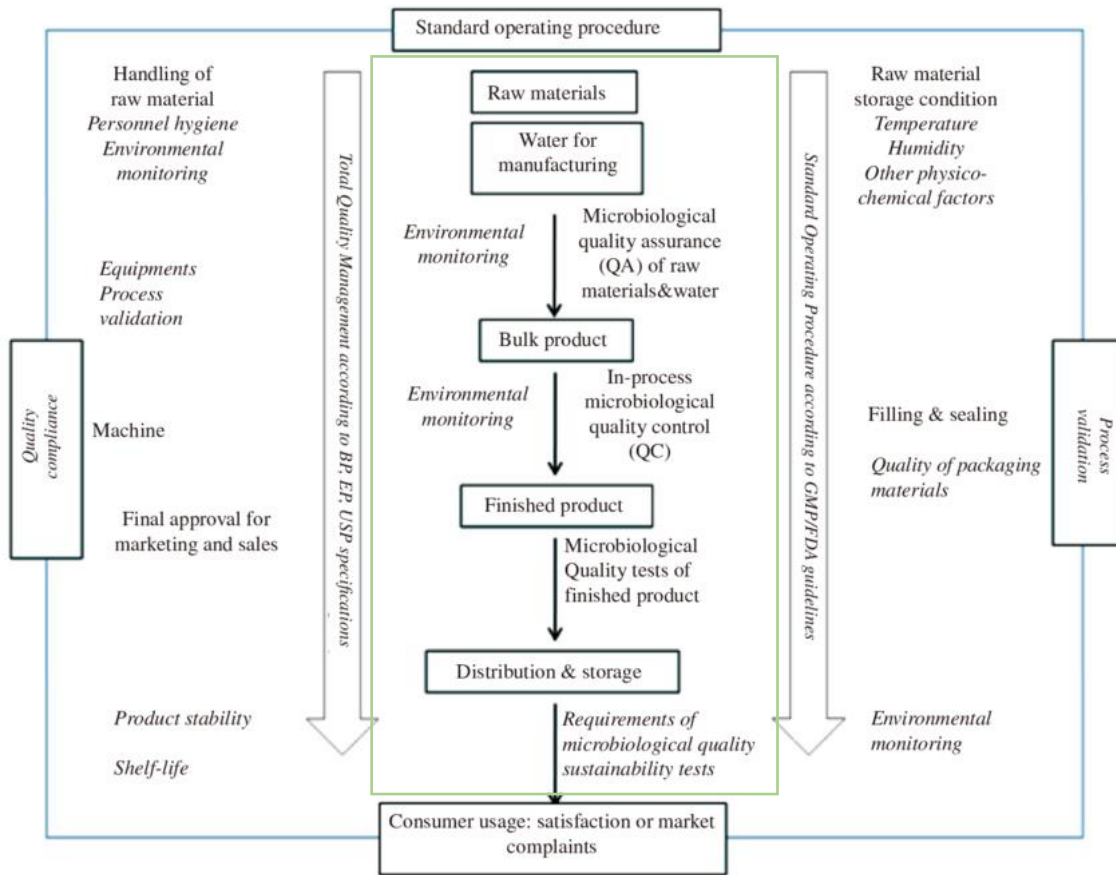 Standard operating procedure
Handling of
raw material
Personnel hygiene
Environmental
monitoring
Equipments
Process
validation
Quality
compliance
Machine
Final approval for
marketing and sales
Product stability
Shelf-life
Total Quality Management according to BP, EP, USP specifications
Raw materials
Water for
manufacturing
Environmental
monitoring
Microbiological
quality assurance
(QA) of raw
materials&water
Bulk product
Environmental
monitoring
In-process
microbiological
quality control
(QC)
Finished product
Microbiological
Quality tests of
finished product
Distribution & storage
Requirements of
microbiological quality
sustainability tests
Standard Operating Procedure according to GMP/FDA guidelines
Raw material
storage condition
Temperature
Humidity
Other physico-
chemical factors
Filling & sealing
Quality of packaging
materials
Process
validation
Environmental
monitoring
Consumer usage: satisfaction or market
complaints